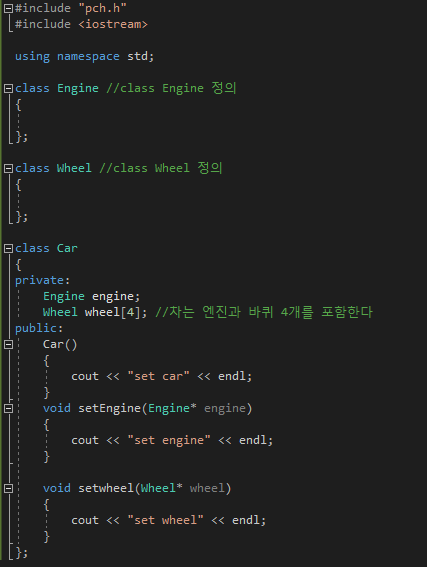 #include "pch.h"
#include <iostream>
using namespace std;
class Engine //class Engine 정의
{
};
class Wheel //class Wheel 정의
{
};
class Car
{
private:
Engine engine;
Wheel wheel[4]; //차는 엔진과 바퀴 4개를 포함한다
public:
Car()
{
cout << "set car" << endl;
}
void setEngine(Engine* engine)
{
cout << "set engine" << endl;
}
void setwheel(Wheel* wheel)
{
cout << "set wheel" << endl;
}
};